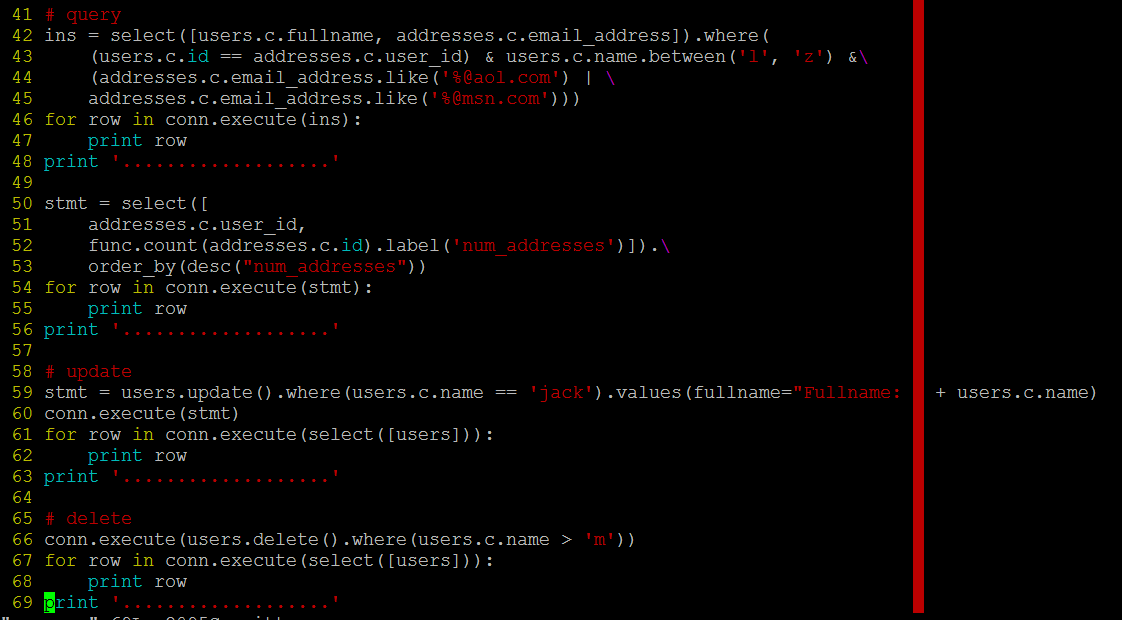 41 # query
42 ins = select([users.c.fullname, addresses.c.email_address]).where(
43     (users.c.id == addresses.c.user_id) & users.c.name.between('l', 'z') &\
44     (addresses.c.email_address.like('%@aol.com') | \
45     addresses.c.email_address.like('%@msn.com')))
46 for row in conn.execute(ins):
47     print row
48 print '...................'
49
50 stmt = select([
51     addresses.c.user_id,
52     func.count(addresses.c.id).label('num_addresses')]).\
53     order_by(desc("num_addresses"))
54 for row in conn.execute(stmt):
55     print row
56 print '...................'
57
58 # update
59 stmt = users.update().where(users.c.name == 'jack').values(fullname="Fullname:   + users.c.name)
60 conn.execute(stmt)
61 for row in conn.execute(select([users])):
62     print row
63 print '...................'
64
65 # delete
66 conn.execute(users.delete().where(users.c.name > 'm'))
67 for row in conn.execute(select([users])):
68     print row
69 print '...................'